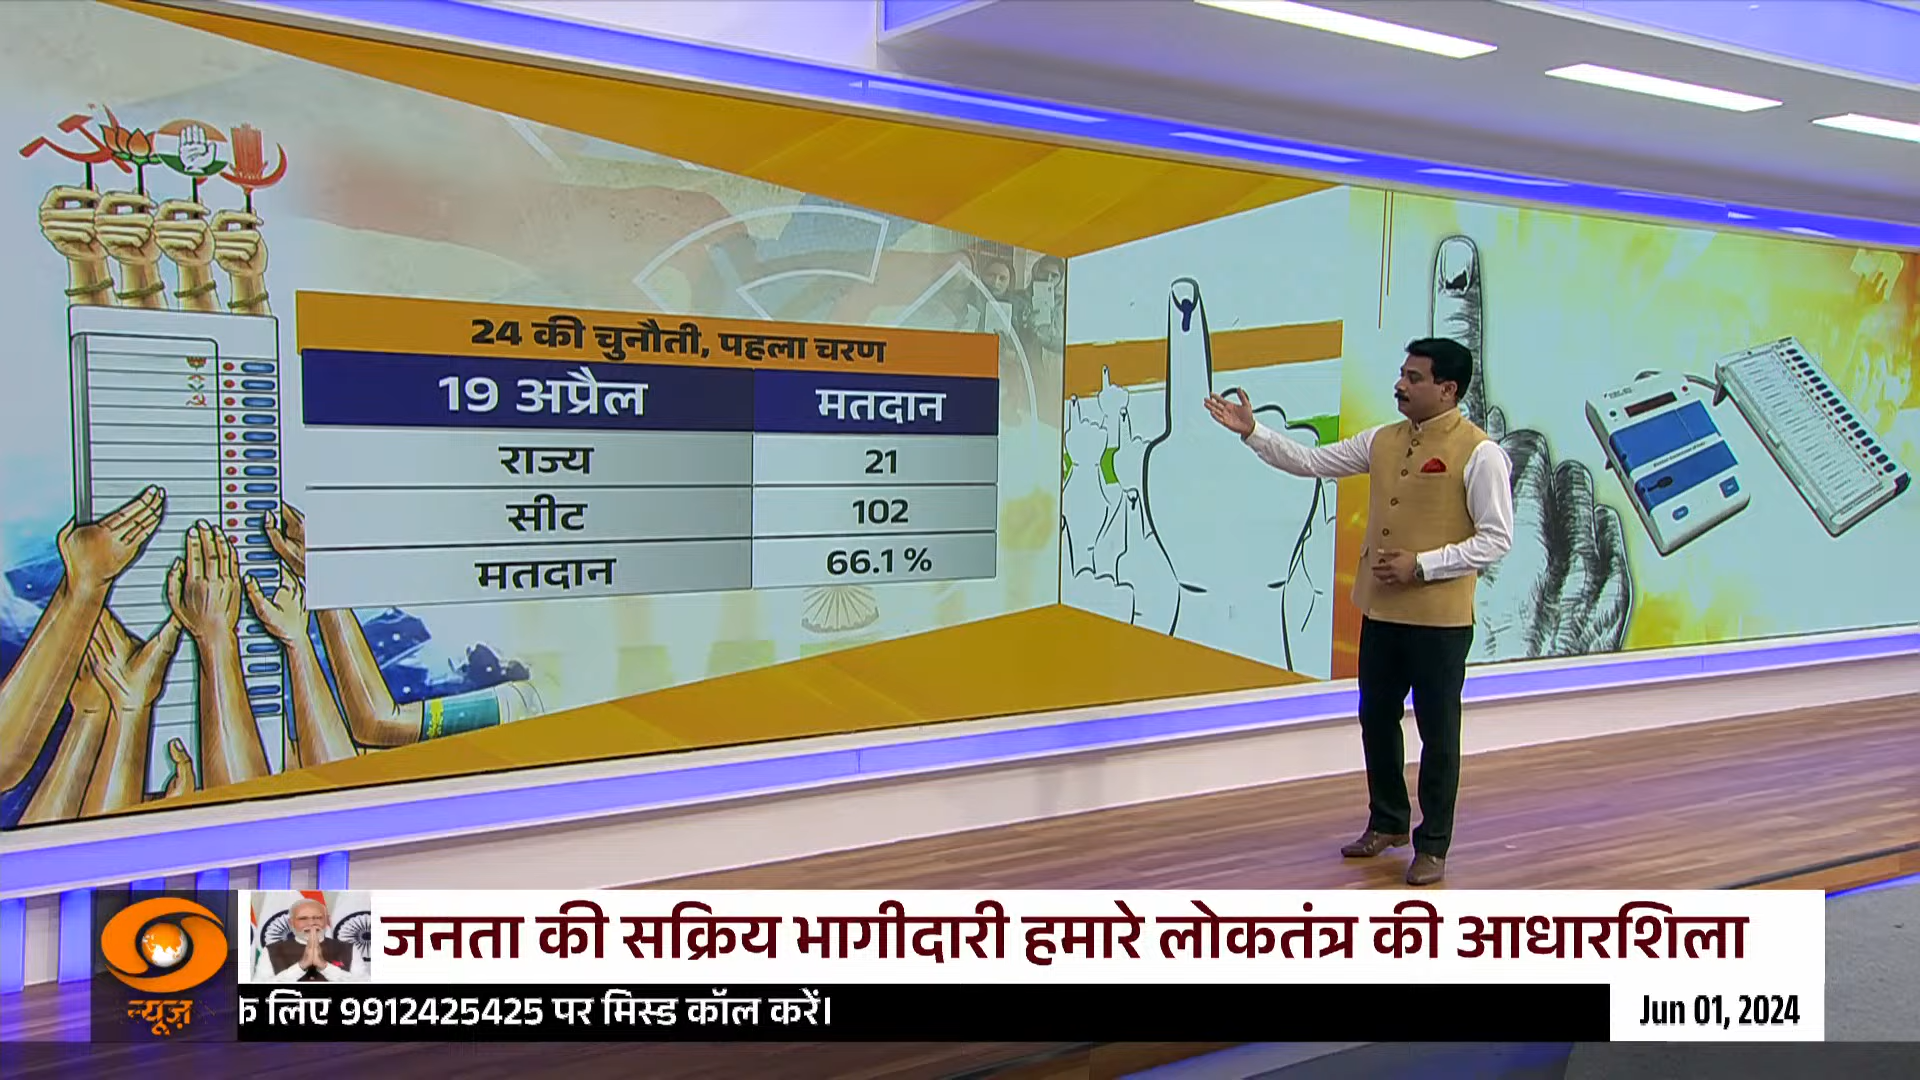 24 की चुनौती, पहला चरण
19 अप्रैल मतदान
राज्य 21
सीट 102
मतदान 66.1 %
जनता की सक्रिय भागीदारी हमारे लोकतंत्र की आधारशिला
न्यूज़
के लिए 9912425425 पर मिस्ड कॉल करें।
Jun 01, 2024